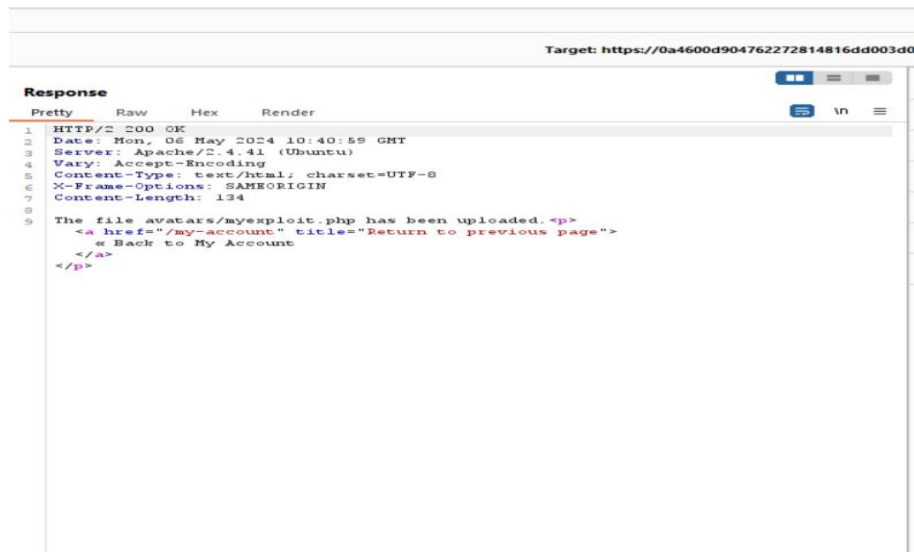 Target: https://0a4600d904762272814816dd003d0
Response
Pretty Raw Hex Render \n
1 HTTP/2 200 OK
2 Date: Mon, 06 May 2024 10:40:59 GMT
3 Server: Apache/2.4.41 (Ubuntu)
4 Vary: Accept-Encoding
5 Content-Type: text/html; charset=UTF-8
6 X-Frame-Options: SAMEORIGIN
7 Content-Length: 134
8
9 The file avatars/myexploit.php has been uploaded.<p>
<a href="/my-account" title="Return to previous page">
« Back to My Account
</a>
</p>